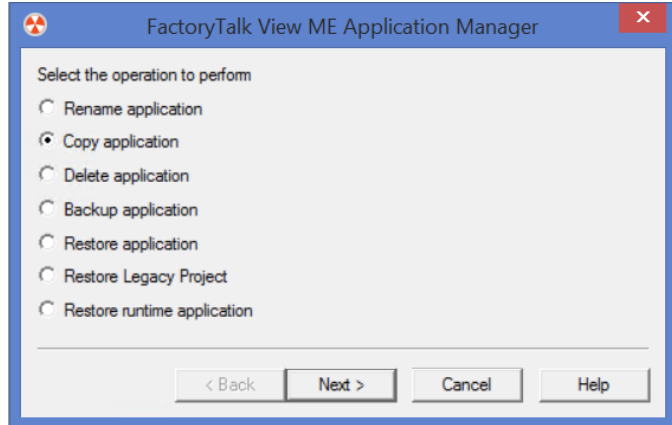 FactoryTalk View ME Application Manager
Select the operation to perform
Rename application
Copy application
Delete application
Backup application
Restore application
Restore Legacy Project
Restore runtime application
< Back Next > Cancel Help